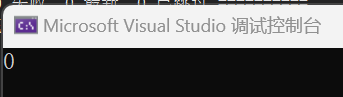 Microsoft Visual Studio 调试控制台
0